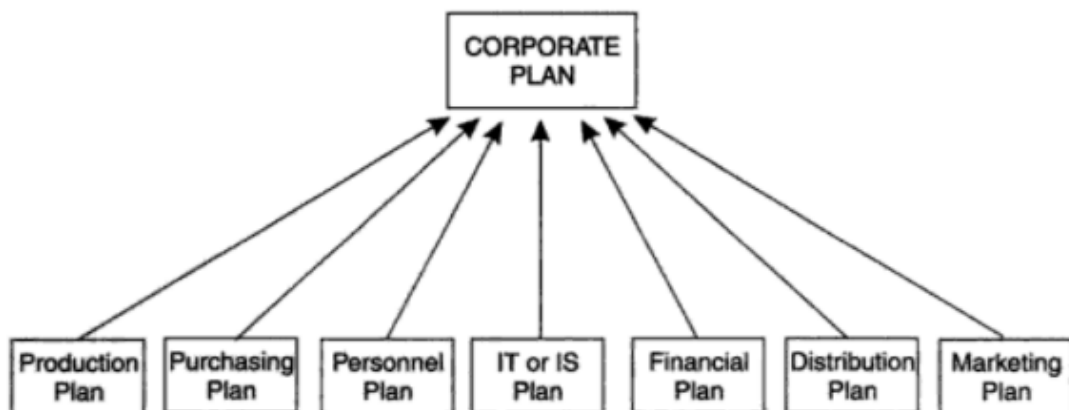 CORPORATE
PLAN
Production
Plan
Purchasing
Plan
Personnel
Plan
IT or IS
Plan
Financial
Plan
Distribution
Plan
Marketing
Plan